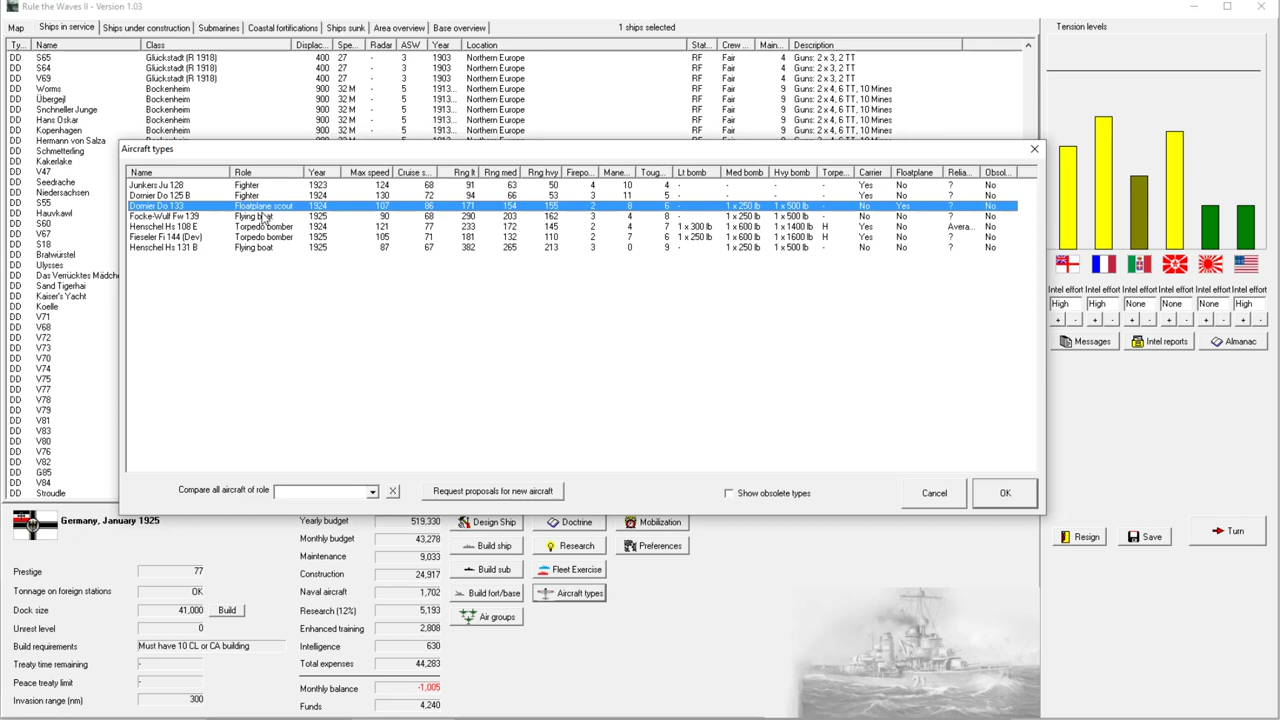 Rule the Waves II - Version 1.03
Map Ships in service Ships under construction Submarines Coastal fortifications Ships sunk Area overview Base overview 1 ships selected
Ty... Name Class Displac... Spe... Radar ASW Year Location Stat... Crew ... Main... Description
DD S65 Glückstadt (R 1918) 400 27 - 3 1903 Northern Europe RF Fair 4 Guns: 2 x 3, 2 TT
DD S64 Glückstadt (R 1918) 400 27 - 3 1903 Northern Europe RF Fair 4 Guns: 2 x 3, 2 TT
DD V69 Glückstadt (R 1918) 400 27 - 3 1903 Northern Europe RF Fair 4 Guns: 2 x 3, 2 TT
DD Worms Bockenheim 900 32 M - 5 1913... Northern Europe RF Fair 9 Guns: 2 x 4, 6 TT, 10 Mines
DD Übergejl Bockenheim 900 32 M - 5 1913... Northern Europe RF Fair 9 Guns: 2 x 4, 6 TT, 10 Mines
DD Snchreller Junge Bockenheim 900 32 M - 5 1913... Northern Europe RF Fair 9 Guns: 2 x 4, 6 TT, 10 Mines
DD Hans Oskar Bockenheim 900 32 M - 5 1913... Northern Europe RF Fair 9 Guns: 2 x 4, 6 TT, 10 Mines
DD Kopenhagen Bockenheim 900 32 M - 5 1913... Northern Europe RF Fair 9 Guns: 2 x 4, 6 TT, 10 Mines
DD Hermann von Salza
DD Schmetterling
DD Kakerlake
DD V47
DD Seedrache
DD Niedersachsen
DD S55
DD Hauvkawl
DD S60
DD V67
DD S18
DD Bratwürstel
DD Ulysses
DD Das Verrücktes Mädche
DD Sand Tigerhai
DD Kaiser's Yacht
DD Koelle
DD V71
DD V68
DD V72
DD V73
DD V70
DD V74
DD V75
DD V77
DD V78
DD V79
DD V81
DD V83
DD V80
DD V76
DD V82
DD G85
DD V84
DD Stroudle
Aircraft types
Name Role Year Max speed Cruise s... Rng lt Rng med Rng hvy Firepo... Mane... Toug... Lt bomb Med bomb Hvy bomb Torpe... Carrier Floatplane Relia... Obsol...
Junkers Ju 128 Fighter 1923 124 68 91 63 50 4 10 4 - - - - Yes No ? No
Dornier Do 125 B Fighter 1924 130 72 94 66 53 3 11 5 - - - - Yes No ? No
Dornier Do 133 Floatplane scout 1924 107 86 171 154 155 2 8 6 - 1 x 250 lb 1 x 500 lb - No Yes ? No
Focke-Wulf Fw 139 Flying boat 1925 90 68 290 203 162 3 4 8 - 1 x 250 lb 1 x 500 lb - No No ? No
Henschel Hs 108 E Torpedo bomber 1924 121 77 233 172 145 2 4 7 1 x 300 lb 1 x 600 lb 1 x 1400 lb H Yes No Avera... No
Fieseler Fi 144 (Dev) Torpedo bomber 1925 105 71 181 132 110 2 7 6 1 x 250 lb 1 x 600 lb 1 x 1600 lb H Yes No ? No
Henschel Hs 131 B Flying boat 1925 87 67 382 265 213 3 0 9 - 1 x 250 lb 1 x 500 lb - No No ? No
Compare all aircraft of role Request proposals for new aircraft Show obsolete types Cancel OK
Tension levels
Intel effort Intel effort Intel effort Intel effort Intel effort Intel effort
High High None None None High
+ - + - + - + - + - + -
Messages Intel reports Almanac
Germany, January 1925
Prestige 77
Tonnage on foreign stations OK
Dock size 41,000 Build
Unrest level 0
Build requirements Must have 10 CL or CA building
Treaty time remaining -
Peace treaty limit -
Invasion range (nm) 300
Yearly budget 519,330
Monthly budget 43,278
Maintenance 9,033
Construction 24,917
Naval aircraft 1,702
Research (12%) 5,193
Enhanced training 2,808
Intelligence 630
Total expenses 44,283
Monthly balance -1,005
Funds 4,240
Design Ship Doctrine Mobilization
Build ship Research Preferences
Build sub Fleet Exercise
Build fort/base Aircraft types
Air groups
Resign Save Turn